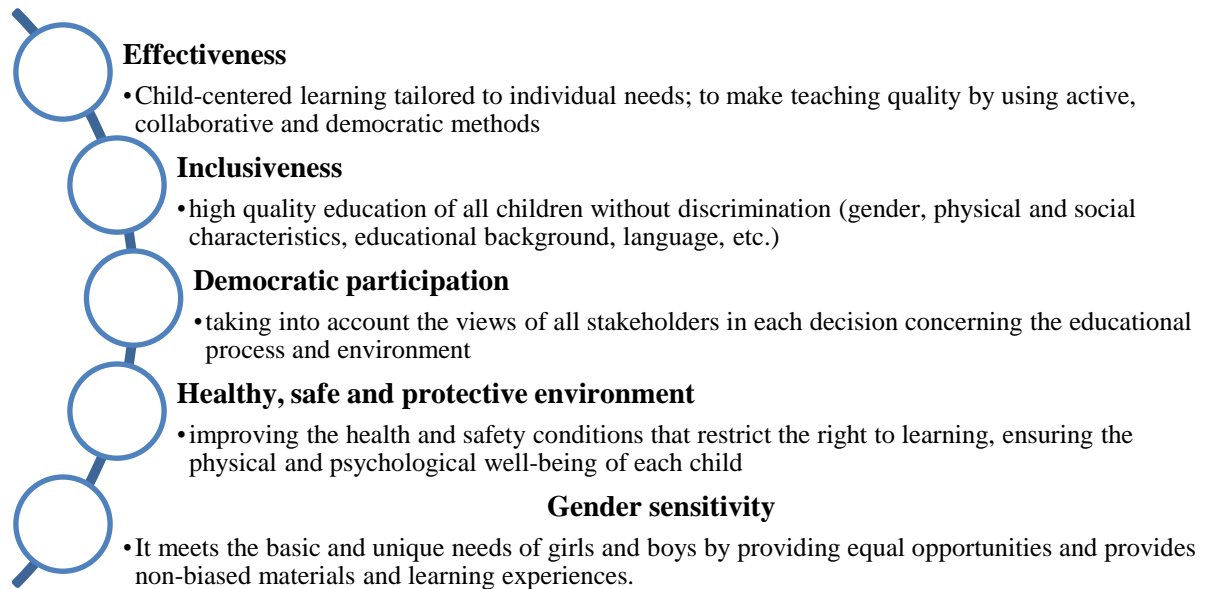 Effectiveness
•Child-centered learning tailored to individual needs; to make teaching quality by using active,
collaborative and democratic methods
Inclusiveness
•high quality education of all children without discrimination (gender, physical and social
characteristics, educational background, language, etc.)
Democratic participation
•taking into account the views of all stakeholders in each decision concerning the educational
process and environment
Healthy, safe and protective environment
•improving the health and safety conditions that restrict the right to learning, ensuring the
physical and psychological well-being of each child
Gender sensitivity
•It meets the basic and unique needs of girls and boys by providing equal opportunities and provides
non-biased materials and learning experiences.